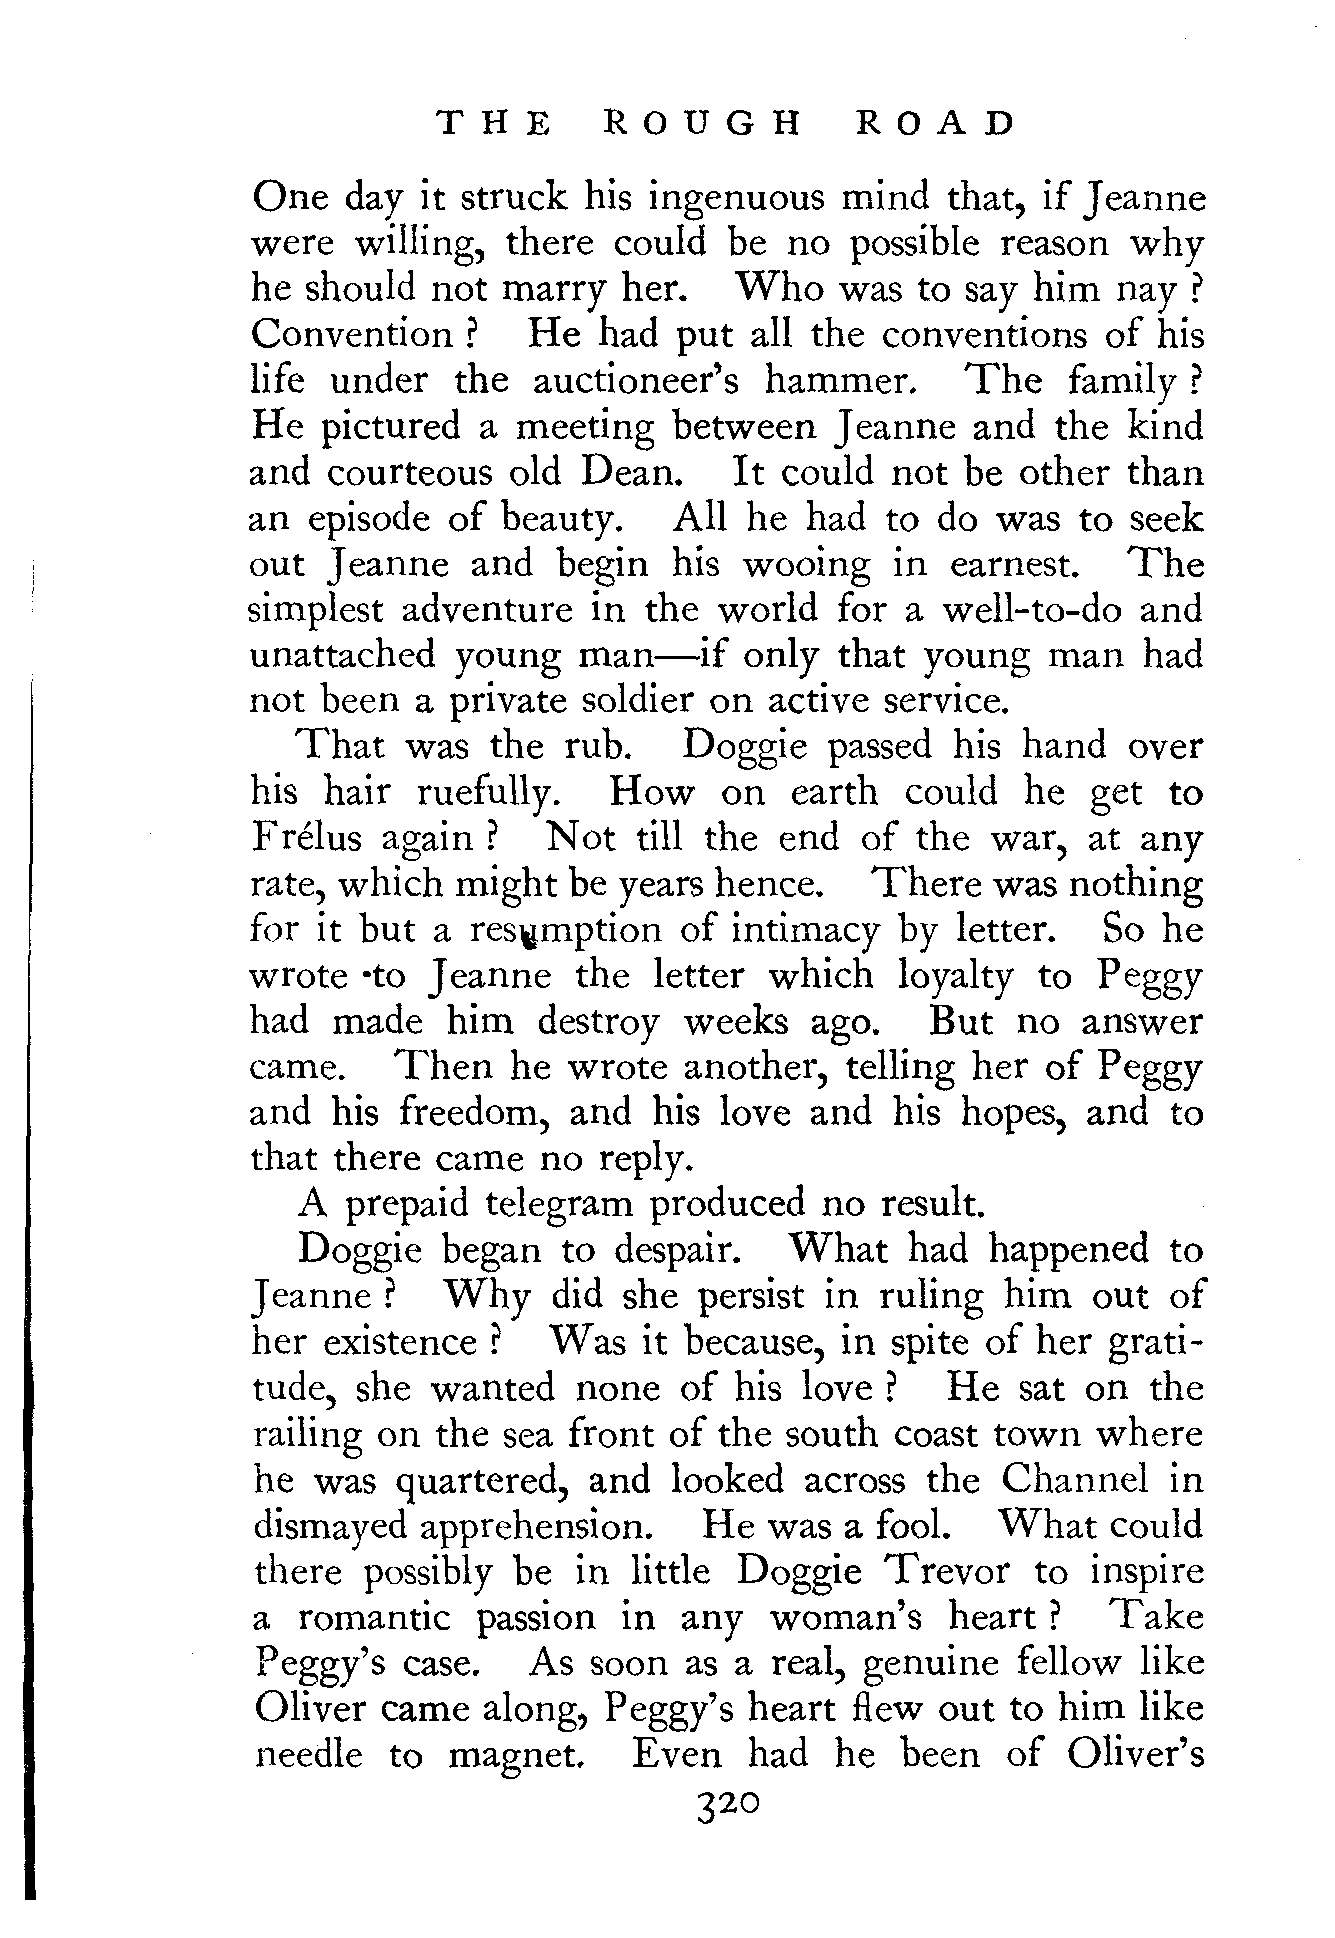 THE ROUGH ROAD
One day it struck his ingenuous mind that, if Jeanne
were willing, there could be no possible reason why
he should not marry her. Who was to say him nay ?
Convention ? He had put all the conventions of his
life under the auctioneer's hammer. The family ?
He pictured a meeting between Jeanne and the kind
and courteous old Dean. It could not be other than
an episode of beauty. All he had to do was to seek
out Jeanne and begin his wooing in earnest. The
simplest adventure in the world for a well-to-do and
unattached young man—if only that young man had
not been a private soldier on active service.
That was the rub. Doggie passed his hand over
his hair ruefully. How on earth could he get to
Frélus again ? Not till the end of the war, at any
rate, which might be years hence. There was nothing
for it but a resumption of intimacy by letter. So he
wrote to Jeanne the letter which loyalty to Peggy
had made him destroy weeks ago. But no answer
came. Then he wrote another, telling her of Peggy
and his freedom, and his love and his hopes, and to
that there came no reply.
A prepaid telegram produced no result.
Doggie began to despair. What had happened to
Jeanne ? Why did she persist in ruling him out of
her existence ? Was it because, in spite of her grati-
tude, she wanted none of his love ? He sat on the
railing on the sea front of the south coast town where
he was quartered, and looked across the Channel in
dismayed apprehension. He was a fool. What could
there possibly be in little Doggie Trevor to inspire
a romantic passion in any woman's heart ? Take
Peggy's case. As soon as a real, genuine fellow like
Oliver came along, Peggy's heart flew out to him like
needle to magnet. Even had he been of Oliver's
320